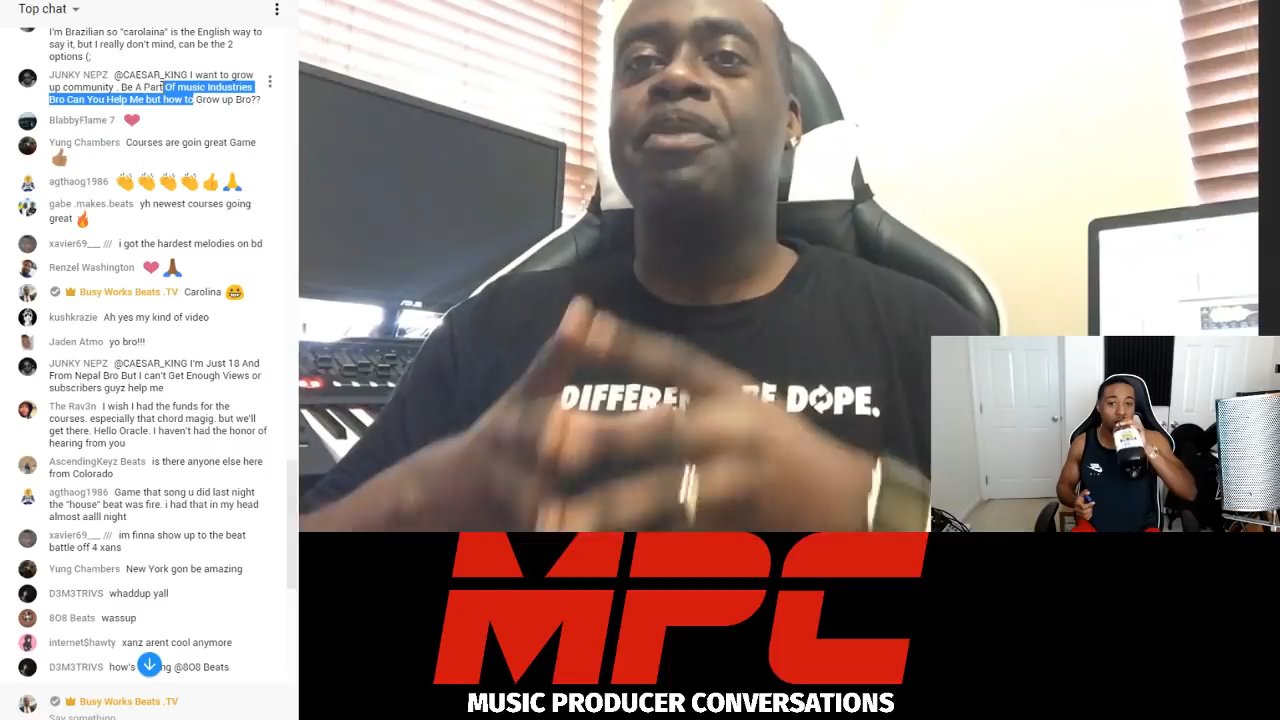 Top chat
I'm Brazilian so "carolaina" is the English way to
say it, but I really don't mind, can be the 2
options (;
JUNKY NEPZ @CAESAR_KING I want to grow
up community . Be A Part Of music Industries
Bro Can You Help Me but how to Grow up Bro??
BlabbyFlame 7 ❤
Yung Chambers Courses are goin great Game
👍🏽
agthaog1986 👏👏👏👏👍🙏
gabe .makes.beats yh newest courses going
great 🔥
xavier69___ /// i got the hardest melodies on bd
Renzel Washington ❤🙏🏾
Busy Works Beats .TV Carolina 😁
kushkrazie Ah yes my kind of video
Jaden Atmo yo bro!!!
JUNKY NEPZ @CAESAR_KING I'm Just 18 And
From Nepal Bro But I can't Get Enough Views or
subscribers guyz help me
The Rav3n I wish I had the funds for the
courses. especially that chord magig. but we'll
get there. Hello Oracle. I haven't had the honor of
hearing from you
AscendingKeyz Beats is there anyone else here
from Colorado
agthaog1986 Game that song u did last night
the "house" beat was fire. i had that in my head
almost aalll night
xavier69___ /// im finna show up to the beat
battle off 4 xans
Yung Chambers New York gon be amazing
D3M3TRIVS whaddup yall
8O8 Beats wassup
internet$hawty xanz arent cool anymore
D3M3TRIVS how's @8O8 Beats
Busy Works Beats .TV
Say something
DOPE.
MPC
MUSIC PRODUCER CONVERSATIONS